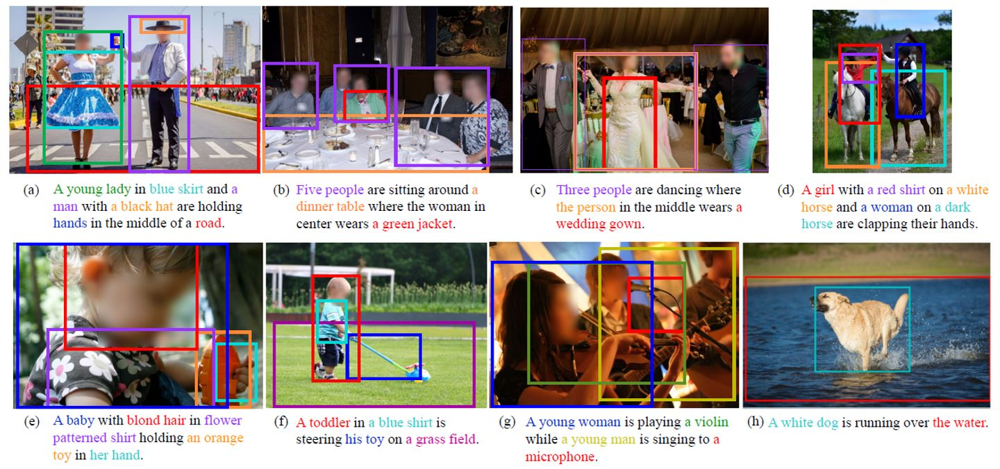 (a) A young lady in blue skirt and a
man with a black hat are holding
hands in the middle of a road.
(b) Five people are sitting around a
dinner table where the woman in
center wears a green jacket.
(c) Three people are dancing where
the person in the middle wears a
wedding gown.
(d) A girl with a red shirt on a white
horse and a woman on a dark
horse are clapping their hands.
(e) A baby with blond hair in flower
patterned shirt holding an orange
toy in her hand.
(f) A toddler in a blue shirt is
steering his toy on a grass field.
(g) A young woman is playing a violin
while a young man is singing to a
microphone.
(h) A white dog is running over the water.